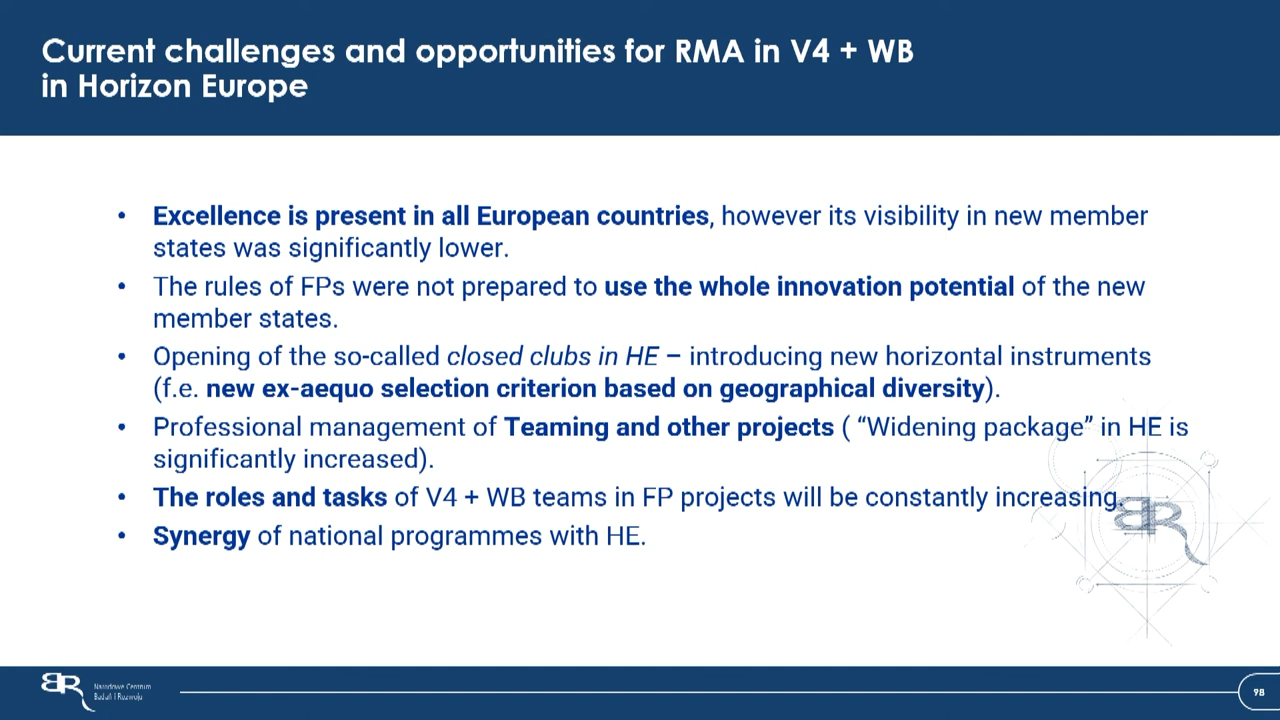 Current challenges and opportunities for RMA in V4 + WB
in Horizon Europe
• Excellence is present in all European countries, however its visibility in new member
states was significantly lower.
• The rules of FPs were not prepared to use the whole innovation potential of the new
member states.
• Opening of the so-called closed clubs in HE – introducing new horizontal instruments
(f.e. new ex-aequo selection criterion based on geographical diversity).
• Professional management of Teaming and other projects ( “Widening package” in HE is
significantly increased).
• The roles and tasks of V4 + WB teams in FP projects will be constantly increasing.
• Synergy of national programmes with HE.
Narodowe Centrum
Badań i Rozwoju
98